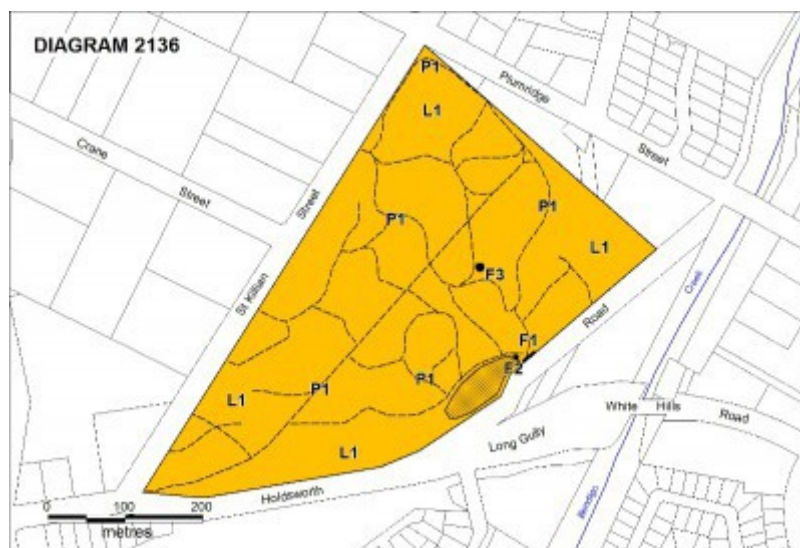 DIAGRAM 2136
P1
L1
Plumridge
Street
Crane
Street
Street
St Killian
P1
P1
L1
F3
Creek
Road
F1
P1
P1
L1
White Hills
Road
L1
Long Gully
Holdsworth
Bendigo
0 100 200
metres